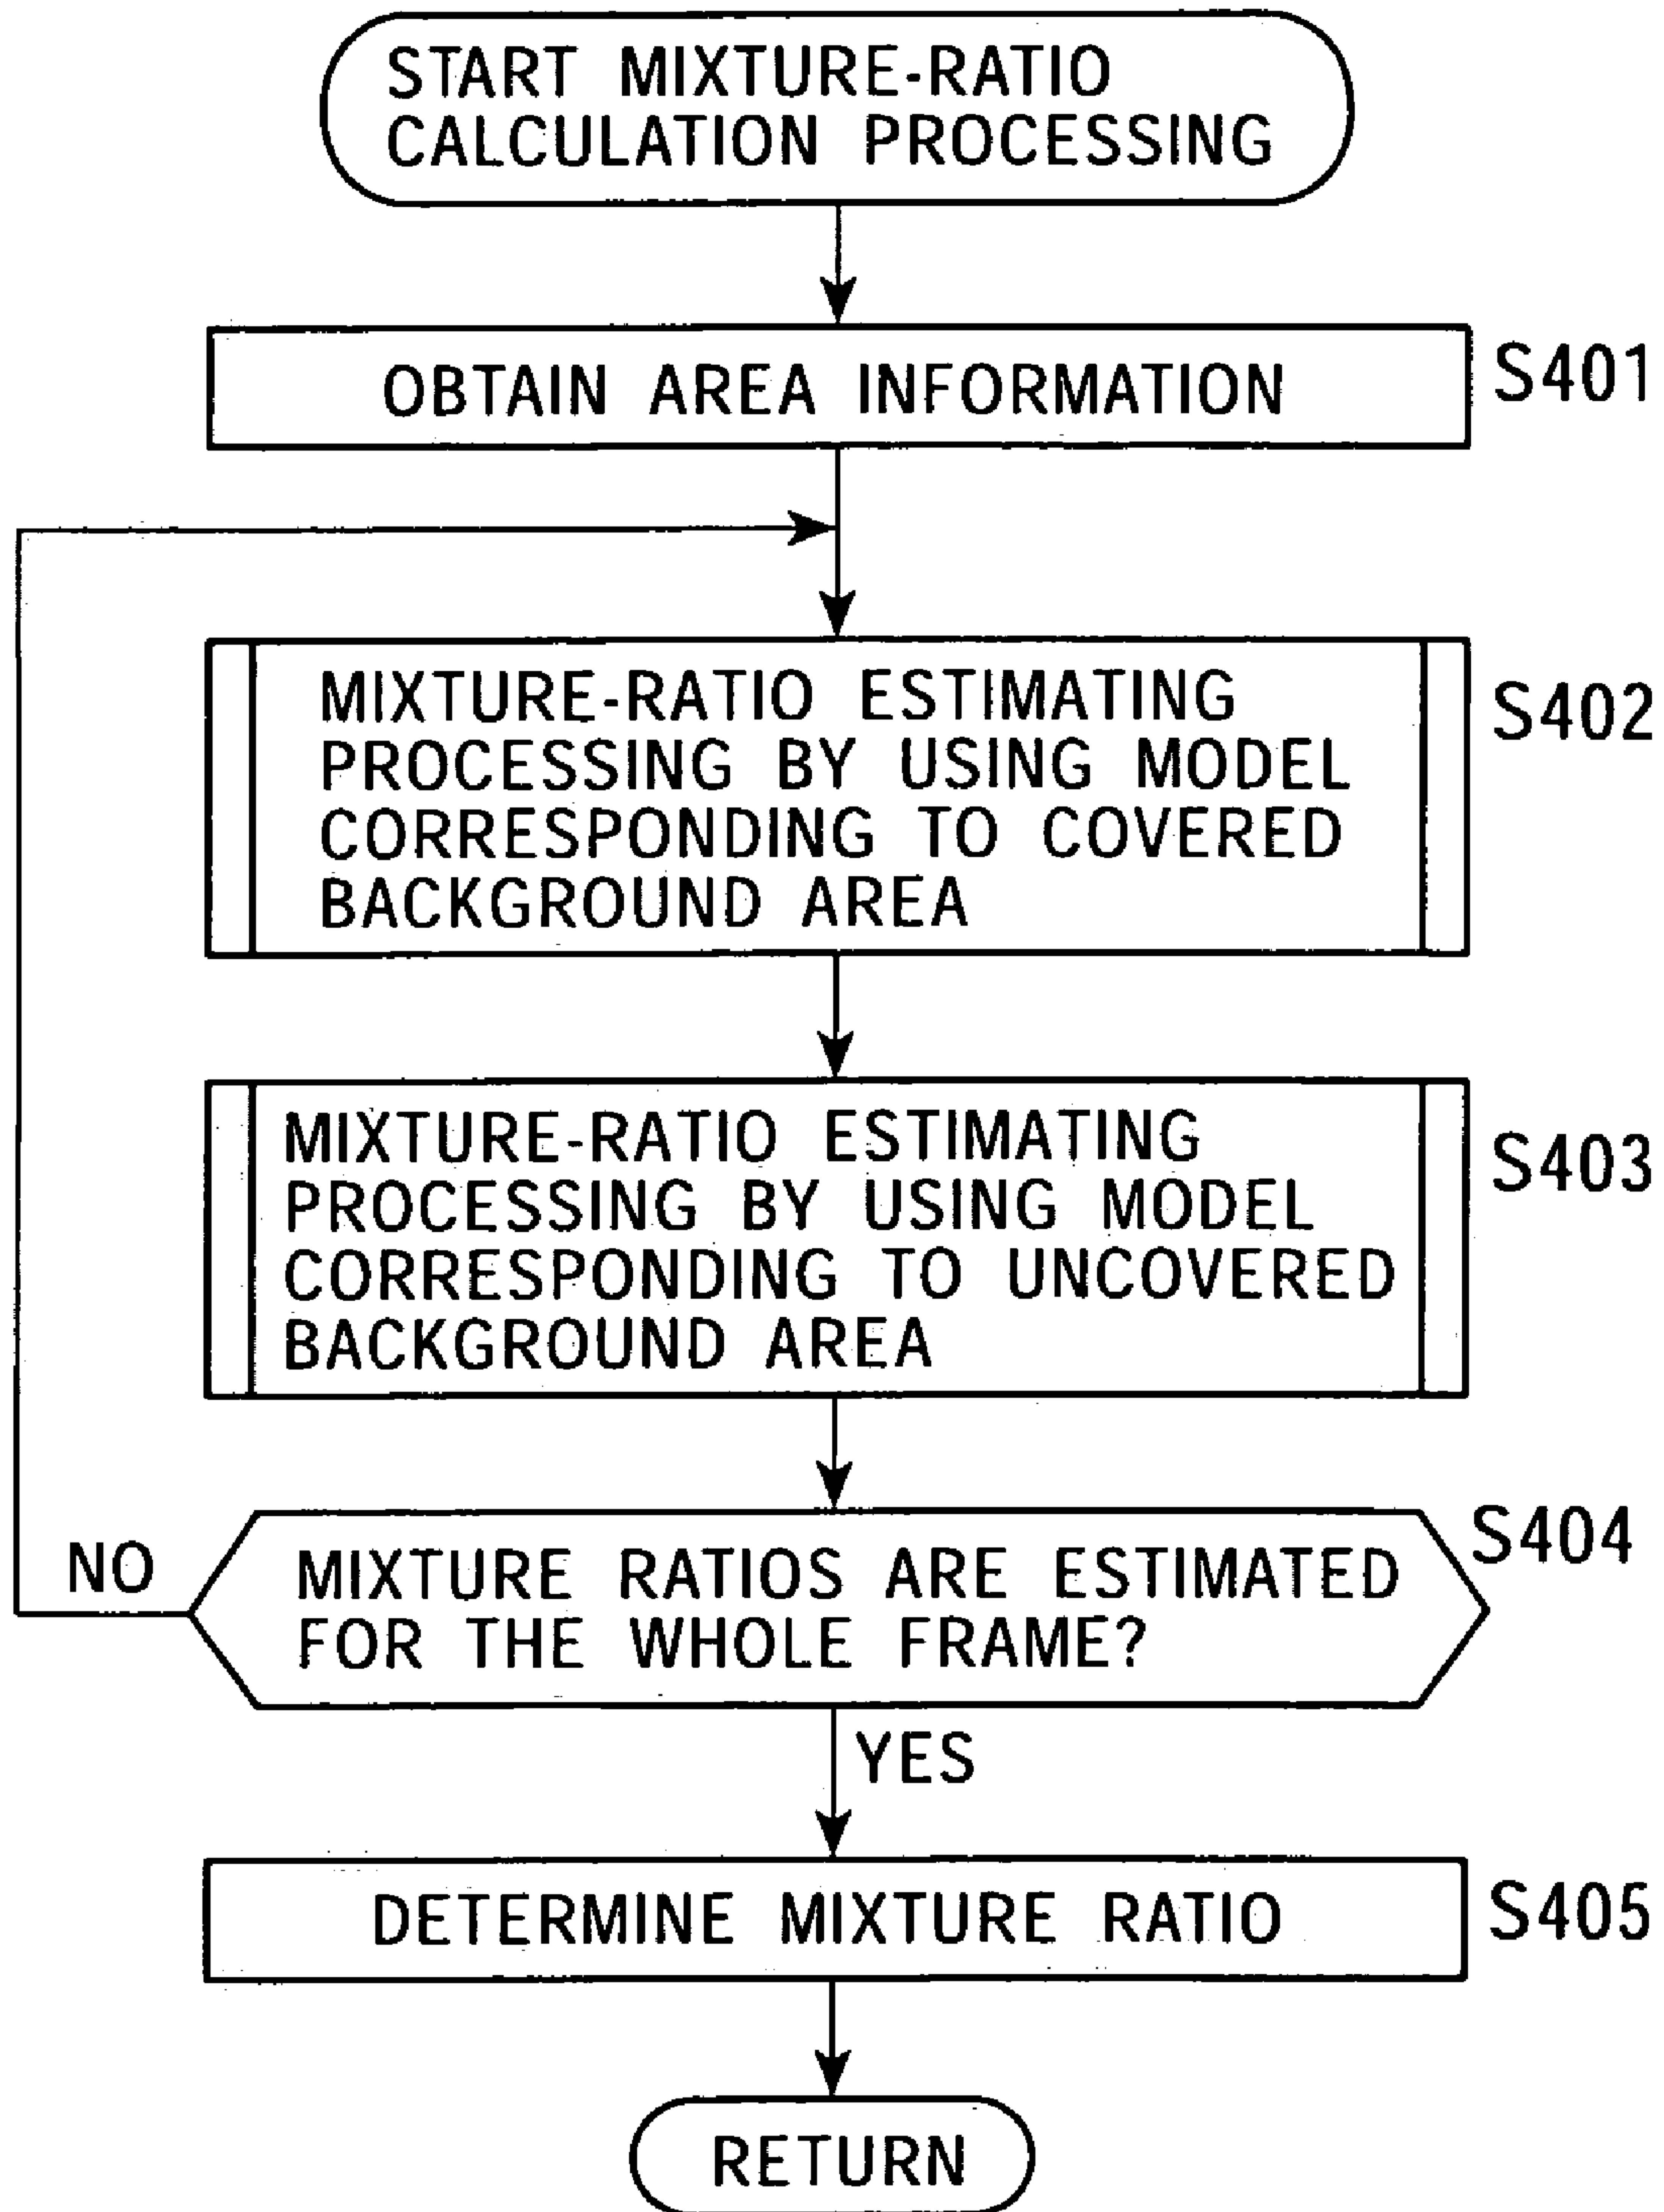 START MIXTURE-RATIO
CALCULATION PROCESSING
OBTAIN AREA INFORMATION
S401
MIXTURE-RATIO ESTIMATING
PROCESSING BY USING MODEL
CORRESPONDING TO COVERED
BACKGROUND AREA
S402
MIXTURE-RATIO ESTIMATING
PROCESSING BY USING MODEL
CORRESPONDING TO UNCOVERED
BACKGROUND AREA
S403
NO
MIXTURE RATIOS ARE ESTIMATED
FOR THE WHOLE FRAME?
S404
YES
DETERMINE MIXTURE RATIO
S405
RETURN